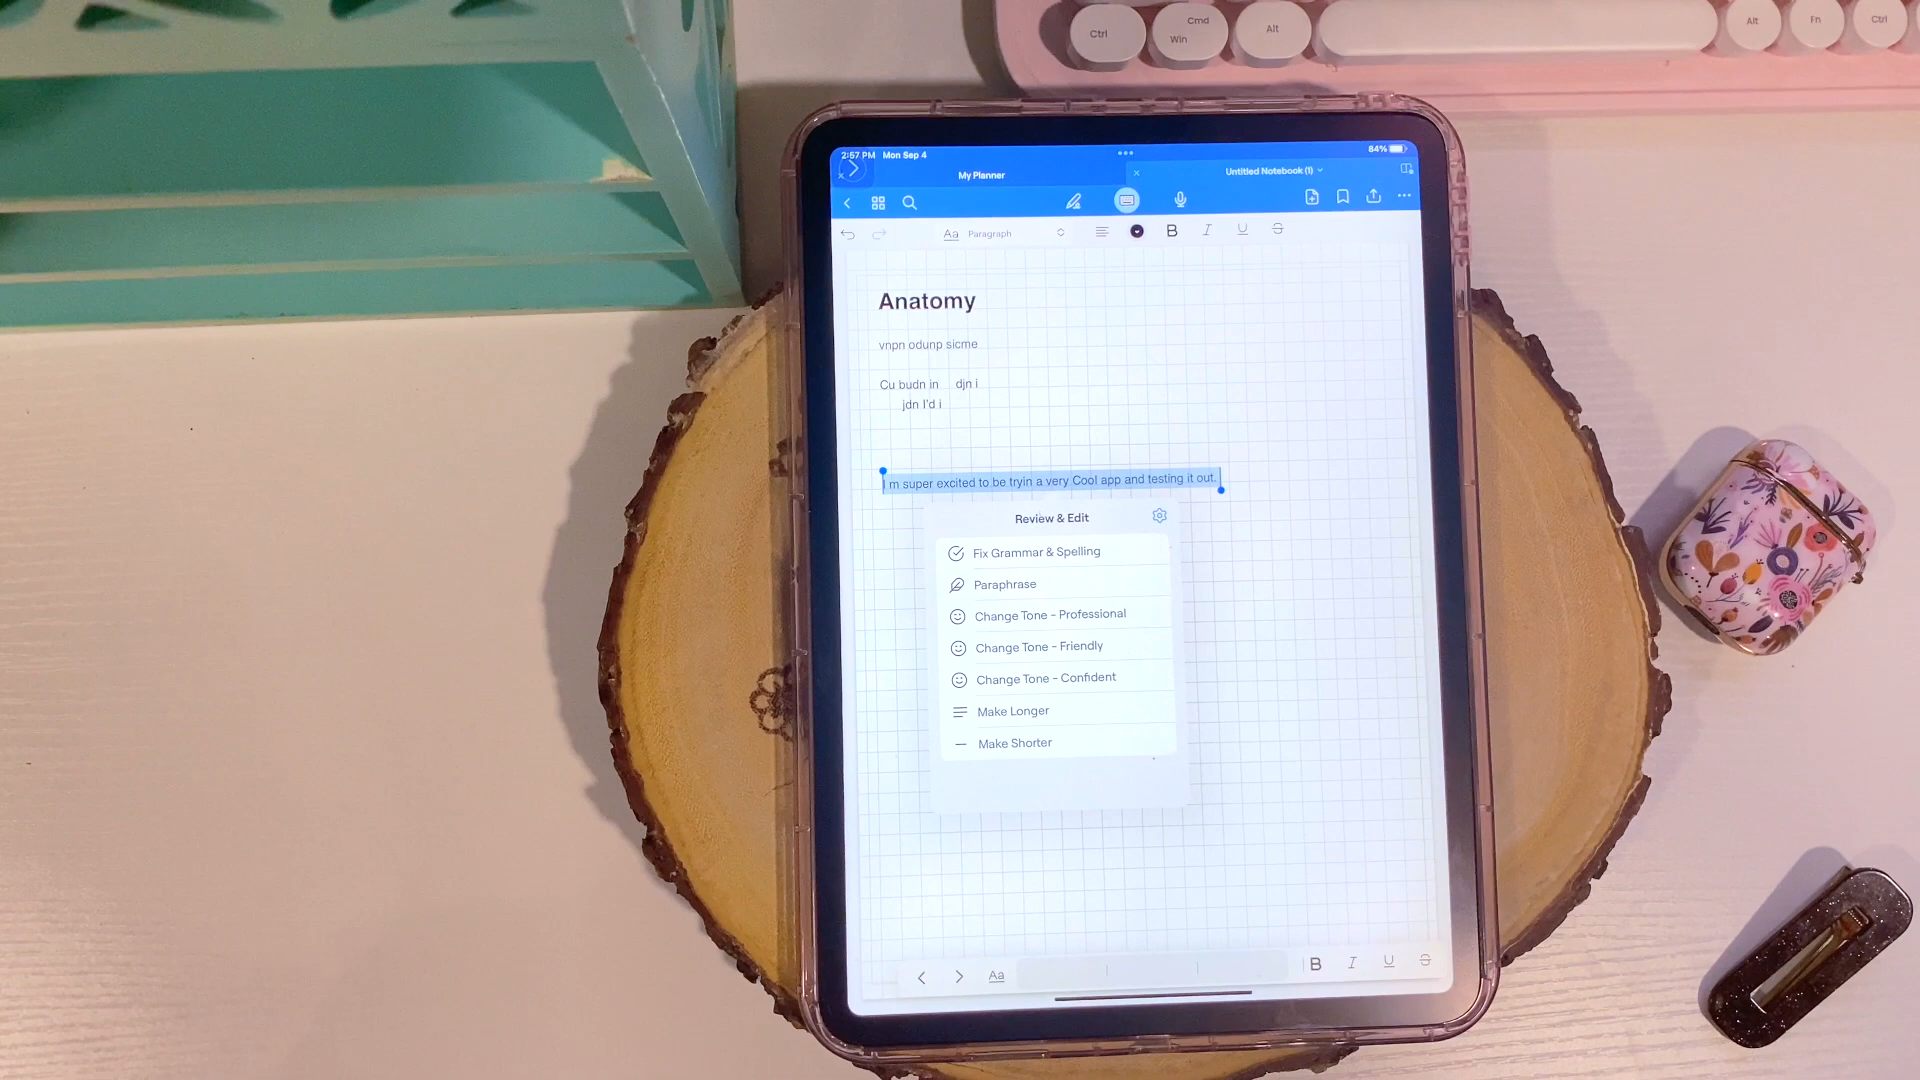 Ctrl
Cmd
Win
Alt
Alt
Fn
Ctrl
2:57 PM Mon Sep 4
84%
My Planner
Untitled Notebook (1)
Aa Paragraph
B I U S
Anatomy
vnpn odunp sicme
Cu budn in djn i
jdn I'd i
I m super excited to be tryin a very Cool app and testing it out.
Review & Edit
Fix Grammar & Spelling
Paraphrase
Change Tone - Professional
Change Tone - Friendly
Change Tone - Confident
Make Longer
Make Shorter
Aa
B I U S